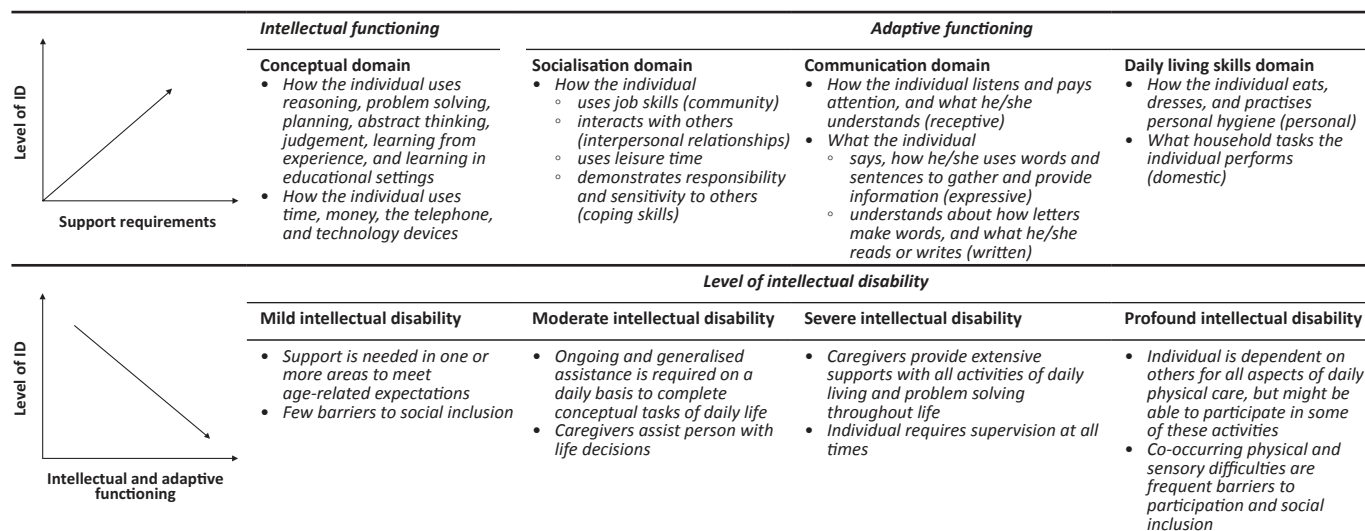 Intellectual functioning
Adaptive functioning
Level of ID
Support requirements
Conceptual domain
• How the individual uses
reasoning, problem solving,
planning, abstract thinking,
judgement, learning from
experience, and learning in
educational settings
• How the individual uses
time, money, the telephone,
and technology devices
Socialisation domain
• How the individual
◦ uses job skills (community)
◦ interacts with others
(interpersonal relationships)
◦ uses leisure time
◦ demonstrates responsibility
and sensitivity to others
(coping skills)
Communication domain
• How the individual listens and pays
attention, and what he/she
understands (receptive)
• What the individual
◦ says, how he/she uses words and
sentences to gather and provide
information (expressive)
◦ understands about how letters
make words, and what he/she
reads or writes (written)
Daily living skills domain
• How the individual eats,
dresses, and practises
personal hygiene (personal)
• What household tasks the
individual performs
(domestic)
Level of intellectual disability
Level of ID
Intellectual and adaptive
functioning
Mild intellectual disability
• Support is needed in one or
more areas to meet
age-related expectations
• Few barriers to social inclusion
Moderate intellectual disability
• Ongoing and generalised
assistance is required on a
daily basis to complete
conceptual tasks of daily life
• Caregivers assist person with
life decisions
Severe intellectual disability
• Caregivers provide extensive
supports with all activities of daily
living and problem solving
throughout life
• Individual requires supervision at all
times
Profound intellectual disability
• Individual is dependent on
others for all aspects of daily
physical care, but might be
able to participate in some
of these activities
• Co-occurring physical and
sensory difficulties are
frequent barriers to
participation and social
inclusion